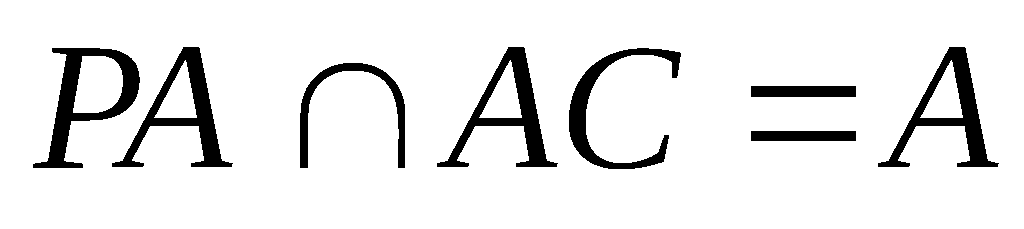 PA ∩ AC = A